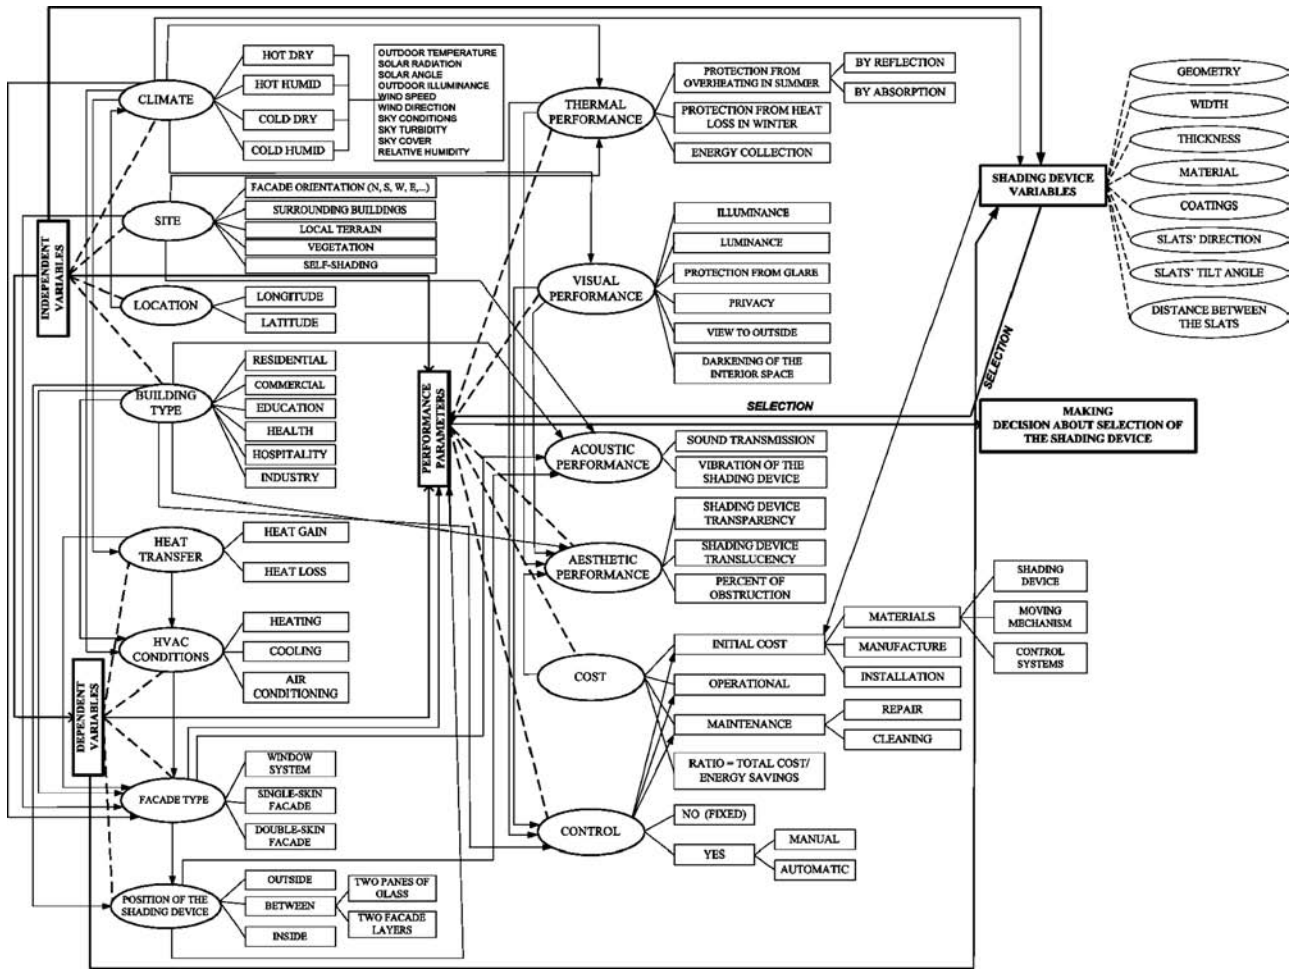 CLIMATE
HOT DRY
HOT HUMID
COLD DRY
COLD HUMID
OUTDOOR TEMPERATURE
SOLAR RADIATION
SOLAR ANGLE
OUTDOOR ILLUMINANCE
WIND SPEED
WIND DIRECTION
SKY CONDITIONS
SKY TURBIDITY
SKY COVER
RELATIVE HUMIDITY
SITE
FACADE ORIENTATION (N, S, W, E,...)
SURROUNDING BUILDINGS
LOCAL TERRAIN
VEGETATION
SELF-SHADING
INDEPENDENT
VARIABLES
LOCATION
LONGITUDE
LATITUDE
BUILDING
TYPE
RESIDENTIAL
COMMERCIAL
EDUCATION
HEALTH
HOSPITALITY
INDUSTRY
HEAT
TRANSFER
HEAT GAIN
HEAT LOSS
HVAC
CONDITIONS
HEATING
COOLING
AIR
CONDITIONING
DEPENDENT
VARIABLES
FACADE TYPE
WINDOW
SYSTEM
SINGLE-SKIN
FACADE
DOUBLE-SKIN
FACADE
POSITION OF THE
SHADING DEVICE
OUTSIDE
BETWEEN
INSIDE
TWO PANES OF
GLASS
TWO FACADE
LAYERS
PERFORMANCE
PARAMETERS
THERMAL
PERFORMANCE
PROTECTION FROM
OVERHEATING IN SUMMER
BY REFLECTION
BY ABSORPTION
PROTECTION FROM HEAT
LOSS IN WINTER
ENERGY COLLECTION
VISUAL
PERFORMANCE
ILLUMINANCE
LUMINANCE
PROTECTION FROM GLARE
PRIVACY
VIEW TO OUTSIDE
DARKENING OF THE
INTERIOR SPACE
ACOUSTIC
PERFORMANCE
SOUND TRANSMISSION
VIBRATION OF THE
SHADING DEVICE
AESTHETIC
PERFORMANCE
SHADING DEVICE
TRANSPARENCY
SHADING DEVICE
TRANSLUCENCY
PERCENT OF
OBSTRUCTION
COST
INITIAL COST
MATERIALS
SHADING
DEVICE
MOVING
MECHANISM
CONTROL
SYSTEMS
MANUFACTURE
INSTALLATION
OPERATIONAL
MAINTENANCE
REPAIR
CLEANING
RATIO = TOTAL COST/
ENERGY SAVINGS
CONTROL
NO (FIXED)
YES
MANUAL
AUTOMATIC
SELECTION
SELECTION
SHADING DEVICE
VARIABLES
GEOMETRY
WIDTH
THICKNESS
MATERIAL
COATINGS
SLATS' DIRECTION
SLATS' TILT ANGLE
DISTANCE BETWEEN
THE SLATS
MAKING
DECISION ABOUT SELECTION OF
THE SHADING DEVICE